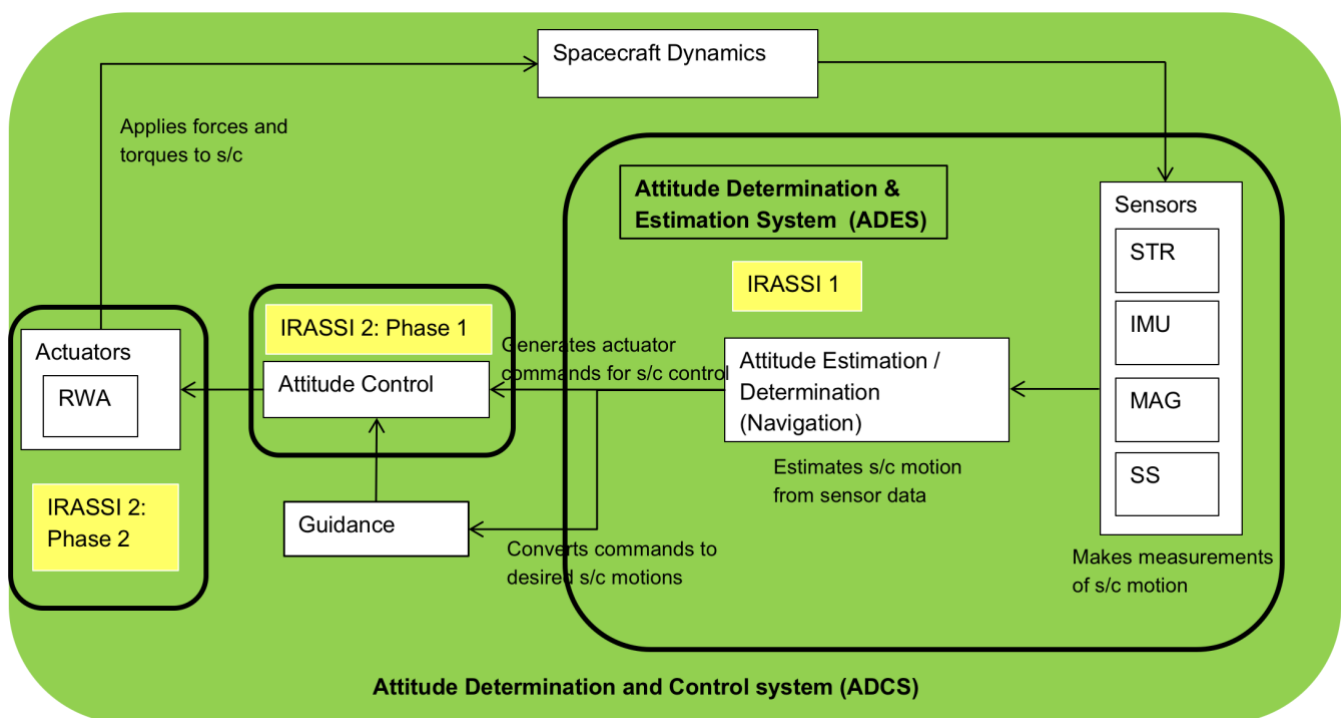 Spacecraft Dynamics
Applies forces and
torques to s/c
Attitude Determination &
Estimation System (ADES)
Sensors
STR
IMU
MAG
SS
IRASSI 1
IRASSI 2: Phase 1
Generates actuator
commands for s/c control
Actuators
RWA
Attitude Control
Attitude Estimation /
Determination
(Navigation)
Estimates s/c motion
from sensor data
IRASSI 2:
Phase 2
Guidance
Converts commands to
desired s/c motions
Makes measurements
of s/c motion
Attitude Determination and Control system (ADCS)